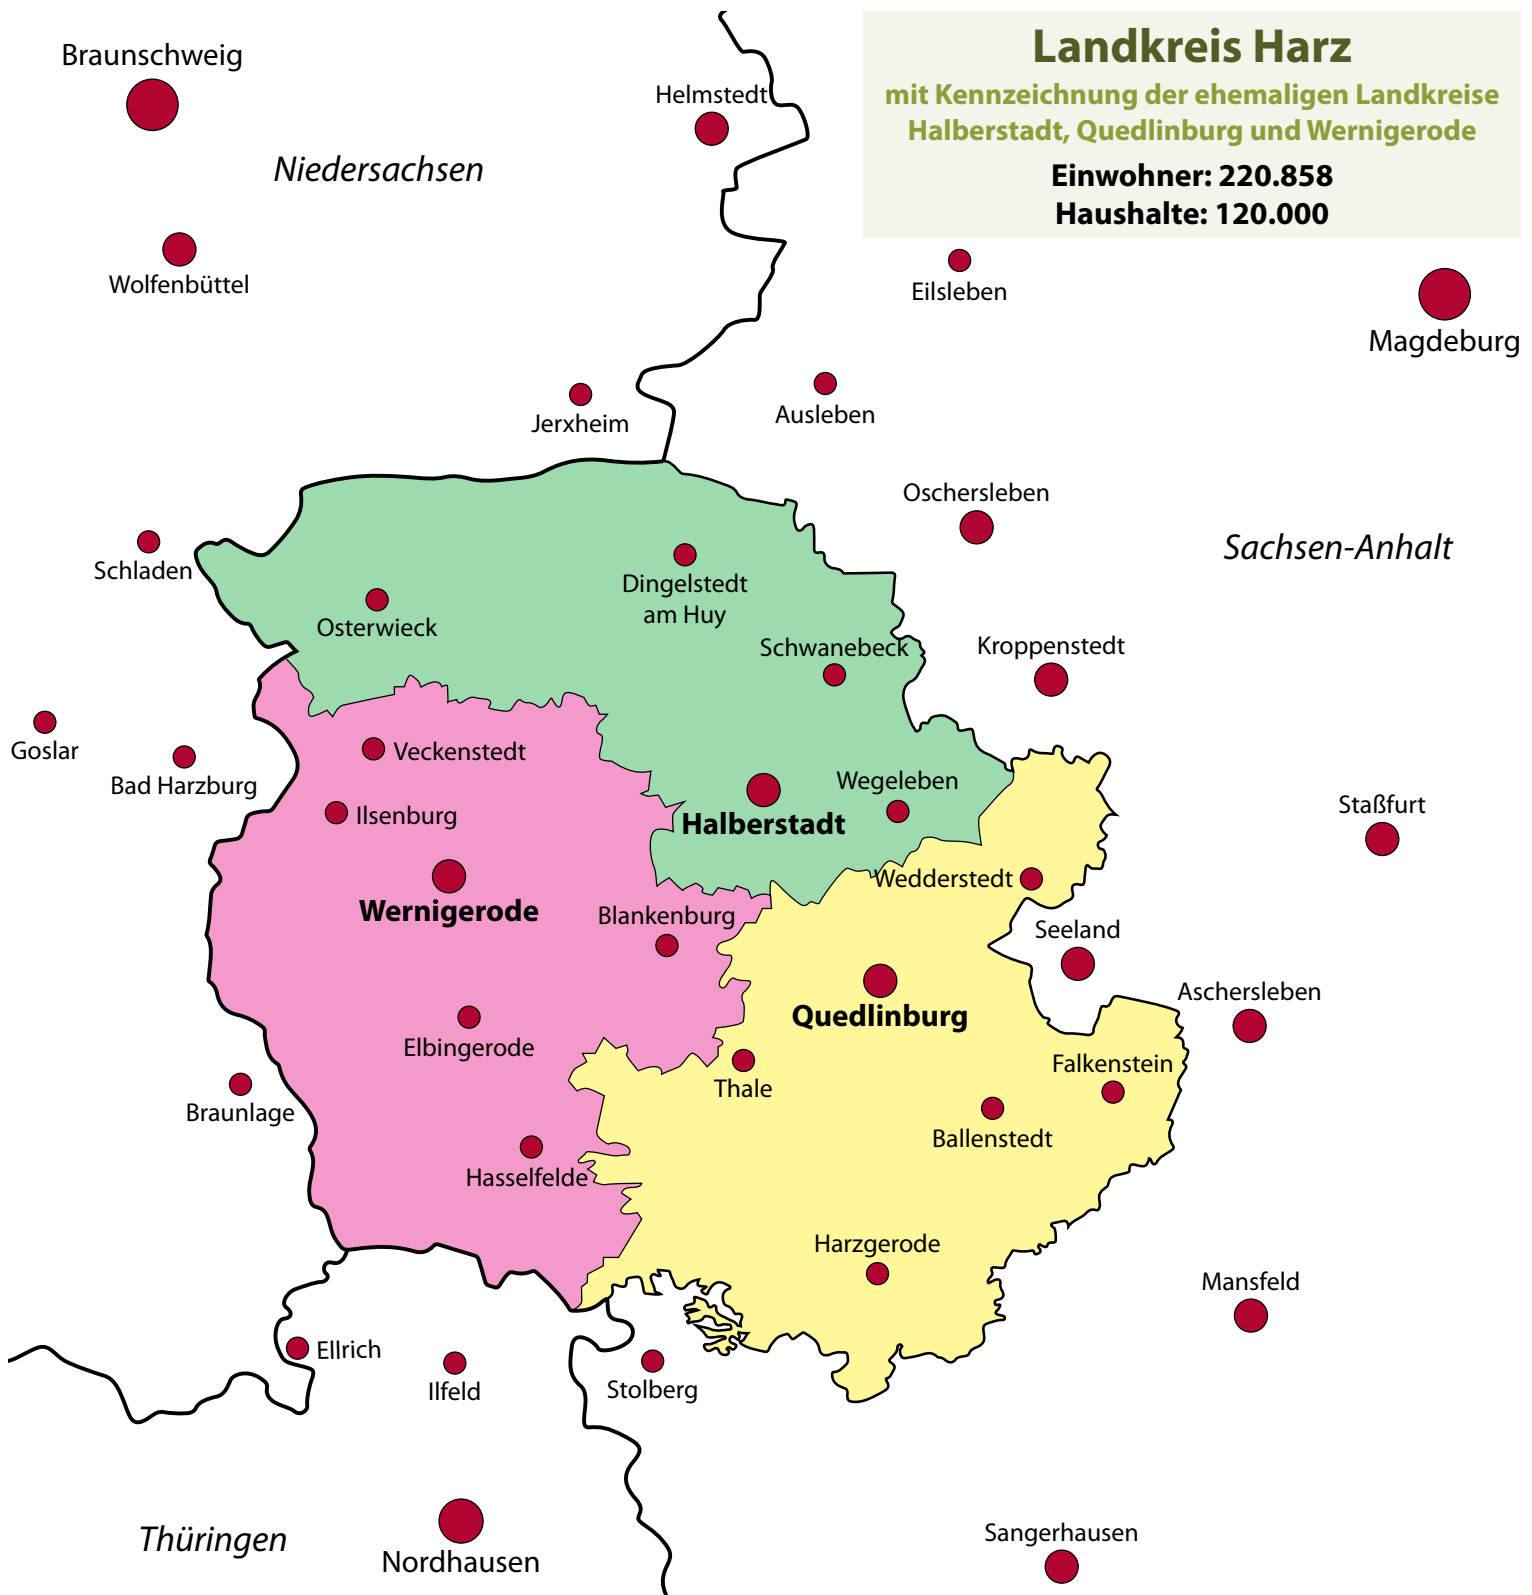 Landkreis Harz
mit Kennzeichnung der ehemaligen Landkreise
Halberstadt, Quedlinburg und Wernigerode
Einwohner: 220.858
Haushalte: 120.000
Braunschweig
Helmstedt
Niedersachsen
Wolfenbüttel
Eilsleben
Magdeburg
Jerxheim
Ausleben
Oschersleben
Sachsen-Anhalt
Schladen
Dingelstedt
am Huy
Osterwieck
Schwanebeck
Kroppenstedt
Goslar
Veckenstedt
Bad Harzburg
Wegeleben
Ilsenburg
Halberstadt
Staßfurt
Wedderstedt
Wernigerode
Blankenburg
Seeland
Aschersleben
Quedlinburg
Elbingerode
Falkenstein
Thale
Braunlage
Ballenstedt
Hasselfelde
Harzgerode
Mansfeld
Ellrich
Ilfeld
Stolberg
Thüringen
Nordhausen
Sangerhausen